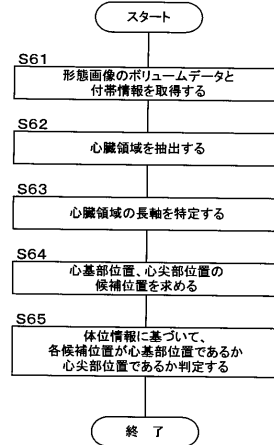 スタート
S61
形態画像のボリュームデータと
付帯情報を取得する
S62
心臓領域を抽出する
S63
心臓領域の長軸を特定する
S64
心基部位置、心尖部位置の
候補位置を求める
S65
体位情報に基づいて、
各候補位置が心基部位置であるか
心尖部位置であるか判定する
終 了